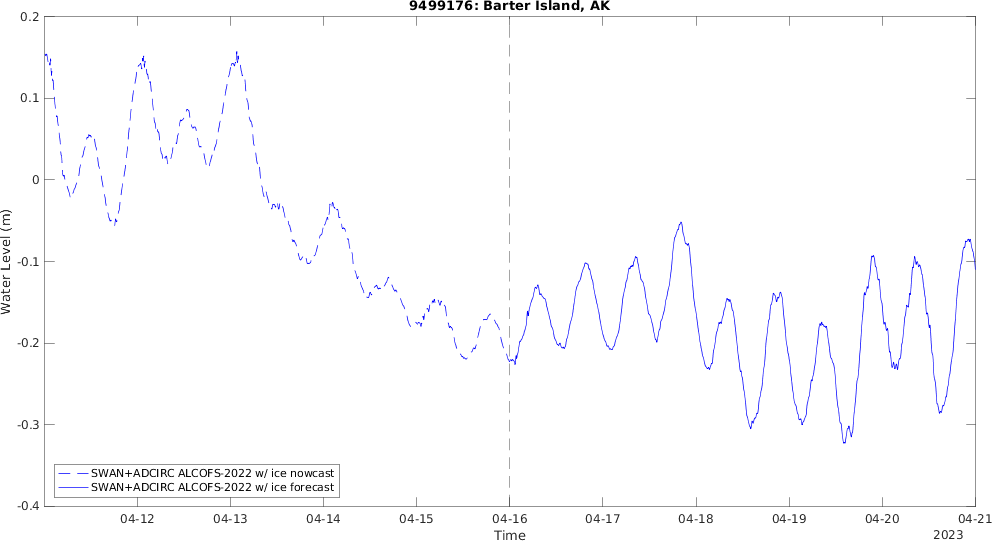 9499176: Barter Island, AK
0.2
0.1
0
-0.1
-0.2
-0.3
-0.4
Water Level (m)
SWAN+ADCIRC ALCOFS-2022 w/ ice nowcast
SWAN+ADCIRC ALCOFS-2022 w/ ice forecast
04-12 04-13 04-14 04-15 04-16 04-17 04-18 04-19 04-20 04-21
Time
2023